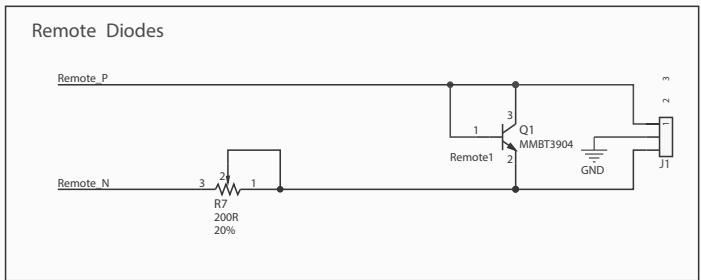 Remote Diodes
Remote_P
3
2
1
3
1
Q1
MMBT3904
Remote1
2
GND
J1
Remote_N
3
2
1
R7
200R
20%